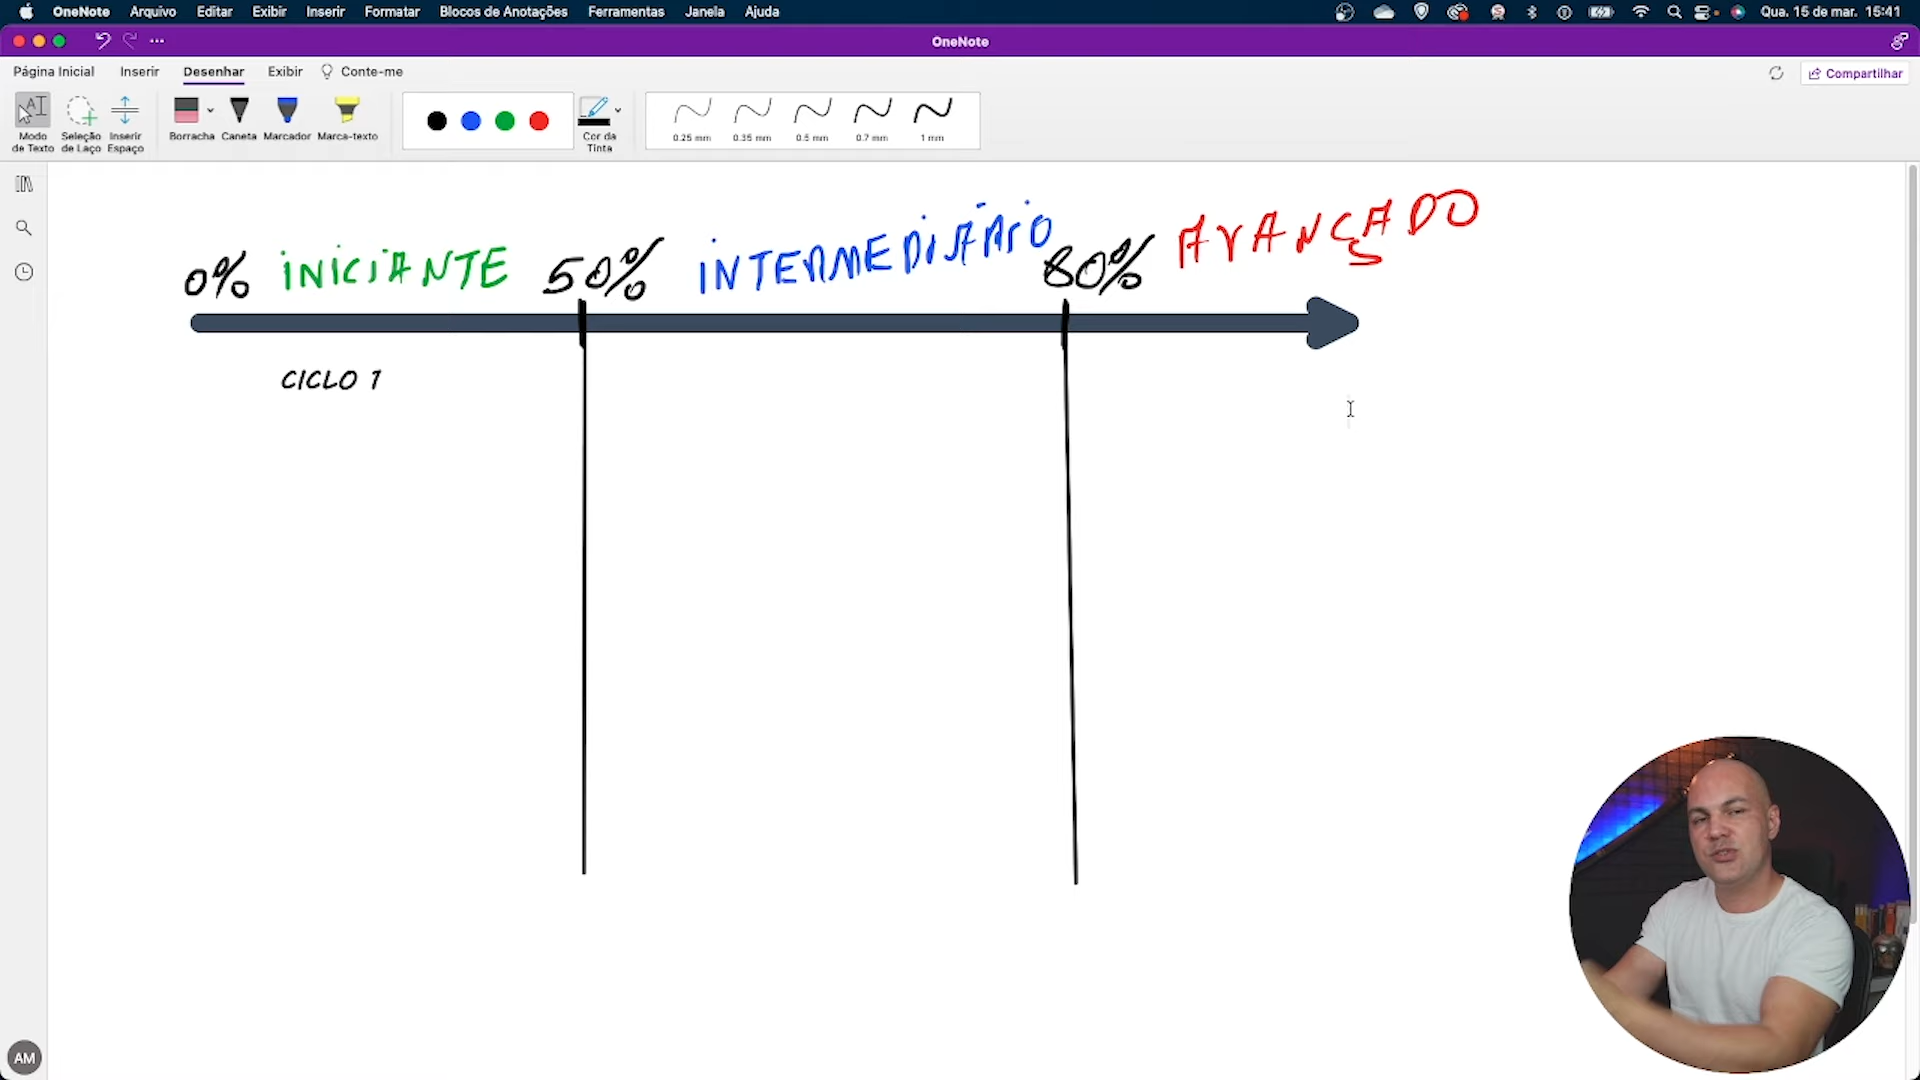 OneNote Arquivo Editar Exibir Inserir Formatar Blocos de Anotações Ferramentas Janela Ajuda Qua. 15 de mar. 15:41
OneNote
Página Inicial Inserir Desenhar Exibir Conte-me Compartilhar
Modo de Texto
Seleção de Laço
Inserir Espaço
Borracha Caneta Marcador Marca-texto
Cor da Tinta
0.25 mm 0.35 mm 0.5 mm 0.7 mm 1 mm
0% INICIANTE 50% INTERMEDIÁRIO 80% AVANÇADO
CICLO 1
AM